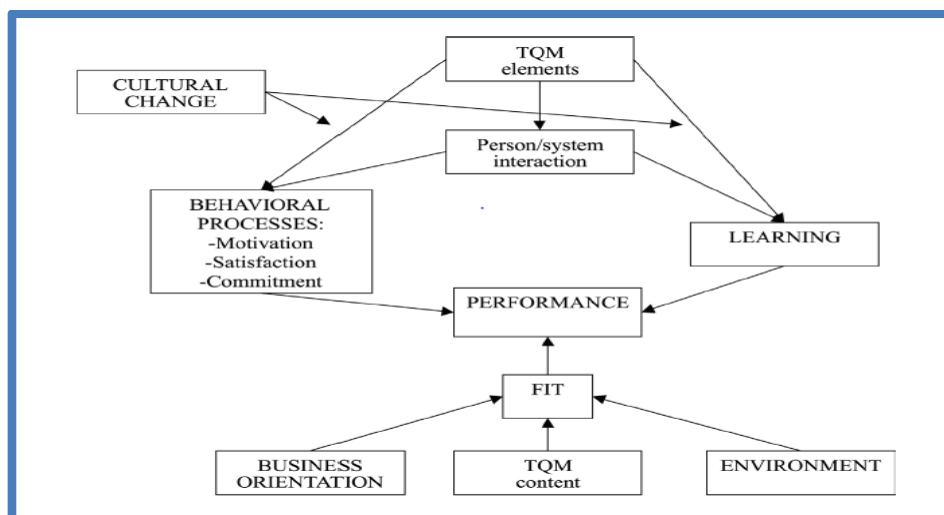 TQM
elements
CULTURAL
CHANGE
Person/system
interaction
BEHAVIORAL
PROCESSES:
-Motivation
-Satisfaction
-Commitment
LEARNING
PERFORMANCE
FIT
BUSINESS
ORIENTATION
TQM
content
ENVIRONMENT